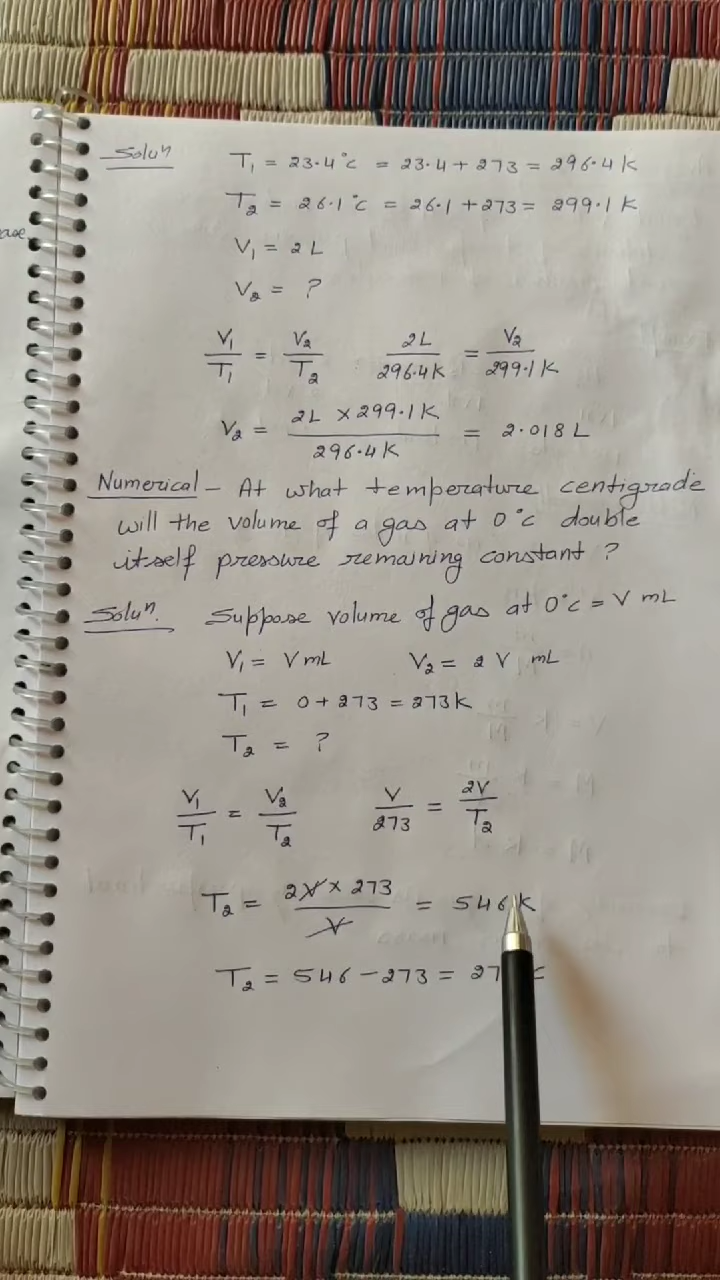 Solun T₁ = 23.4°c = 23.4 + 273 = 296.4 K
T₂ = 26.1°c = 26.1 + 273 = 299.1 K
V₁ = 2L
V₂ = ?
V₁/T₁ = V₂/T₂ 2L/296.4K = V₂/299.1K
V₂ = 2L × 299.1K / 296.4K = 2.018 L
Numerical - At what temperature centigrade
will the volume of a gas at 0°c double
itself pressure remaining constant ?
Solun. Suppose volume of gas at 0°c = V mL
V₁ = V mL V₂ = 2 V mL
T₁ = 0 + 273 = 273K
T₂ = ?
V₁/T₁ = V₂/T₂ V/273 = 2V/T₂
T₂ = 2V × 273 / V = 546 K
T₂ = 546 - 273 =